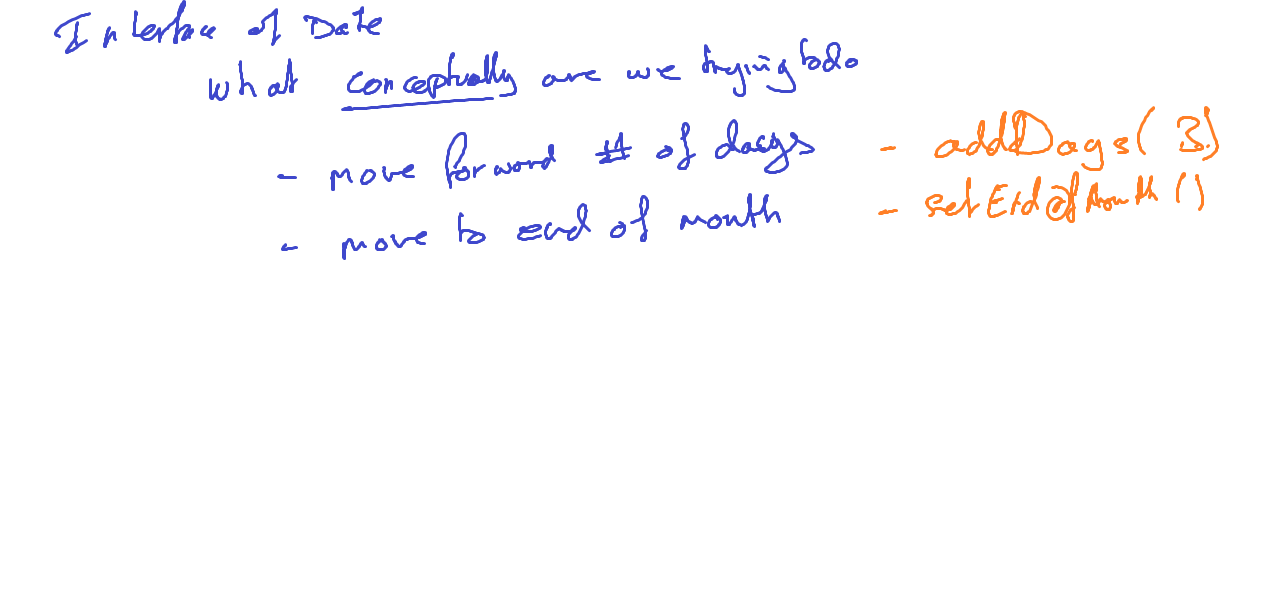 Interface of Date
what conceptually are we trying to do
- move forward # of days - addDays(3)
- move to end of month - setEndOfMonth()